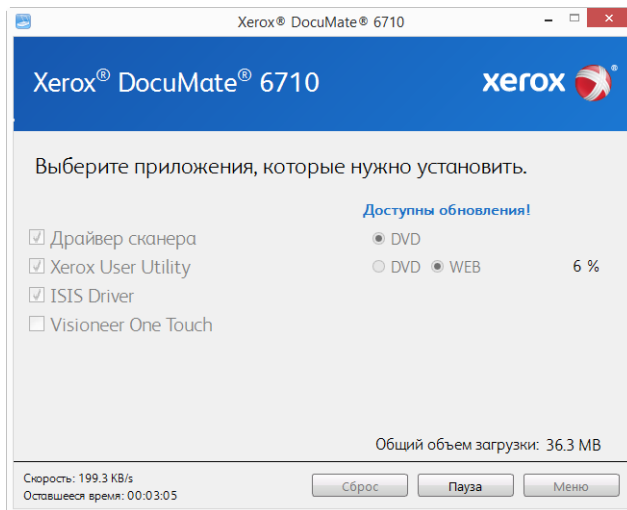 Xerox® DocuMate® 6710
Xerox® DocuMate® 6710
xerox ®
Выберите приложения, которые нужно установить.
Доступны обновления!
Драйвер сканера DVD
Xerox User Utility DVD WEB 6 %
ISIS Driver
Visioneer One Touch
Общий объем загрузки: 36.3 MB
Скорость: 199.3 KB/s
Оставшееся время: 00:03:05
Сброс Пауза Меню